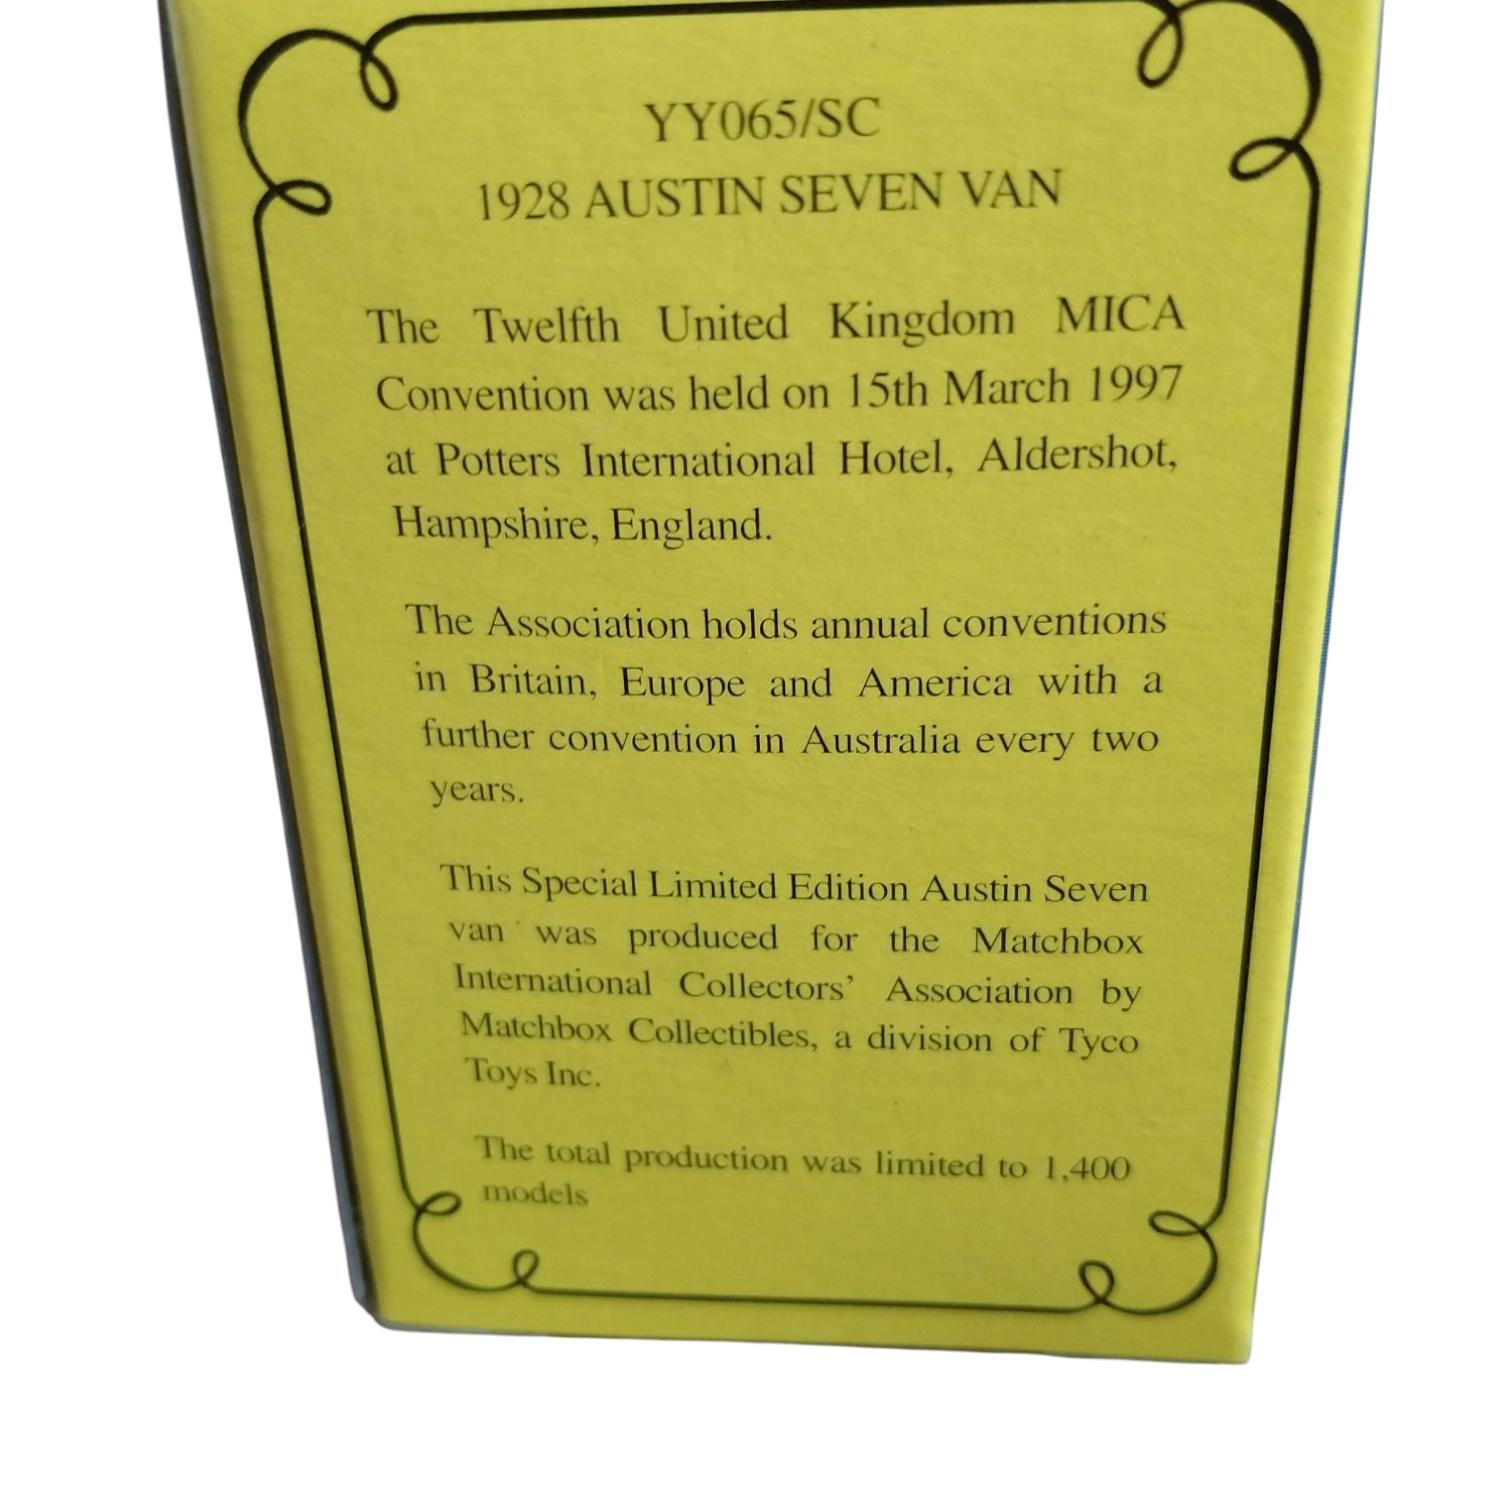 YY065/SC
1928 AUSTIN SEVEN VAN
The Twelfth United Kingdom MICA
Convention was held on 15th March 1997
at Potters International Hotel, Aldershot,
Hampshire, England.
The Association holds annual conventions
in Britain, Europe and America with a
further convention in Australia every two
years.
This Special Limited Edition Austin Seven
van was produced for the Matchbox
International Collectors' Association by
Matchbox Collectibles, a division of Tyco
Toys Inc.
The total production was limited to 1,400
models